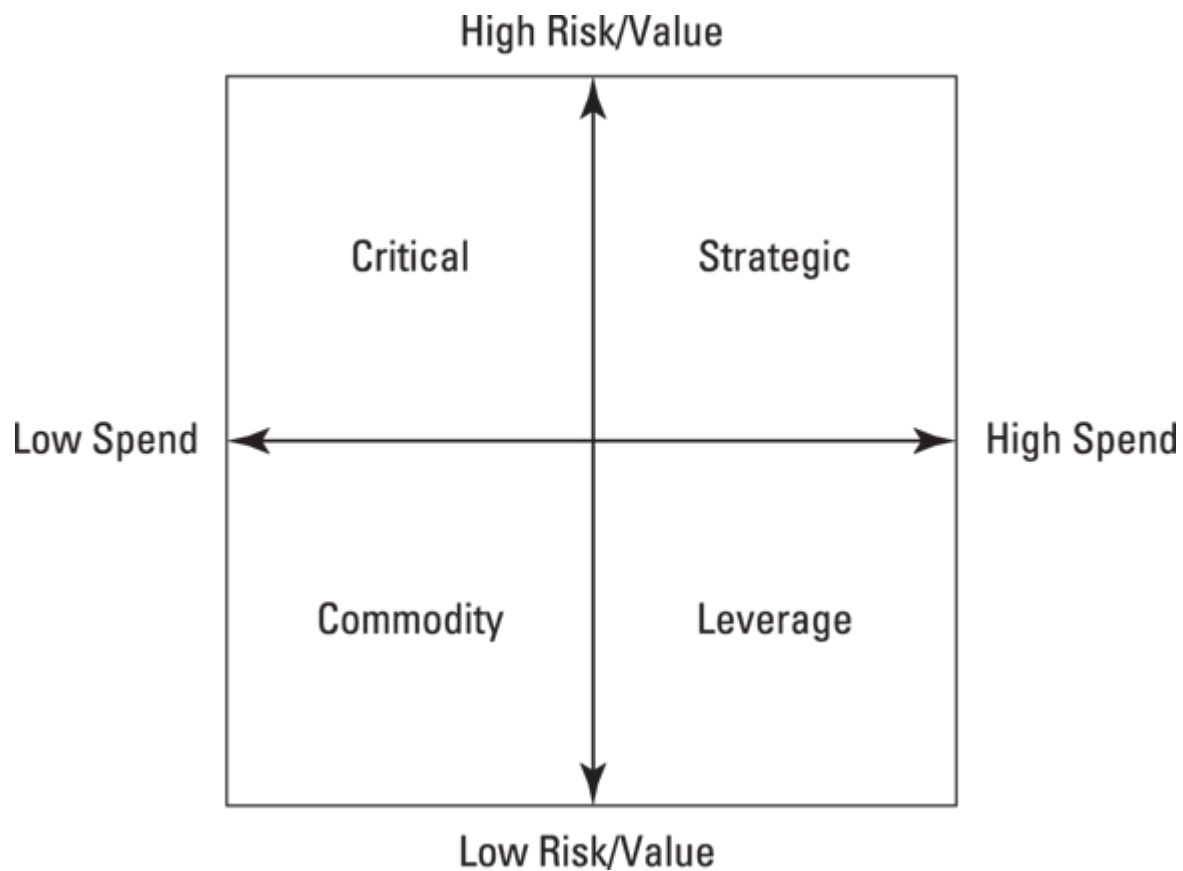 High Risk/Value
Critical
Strategic
Low Spend
High Spend
Commodity
Leverage
Low Risk/Value